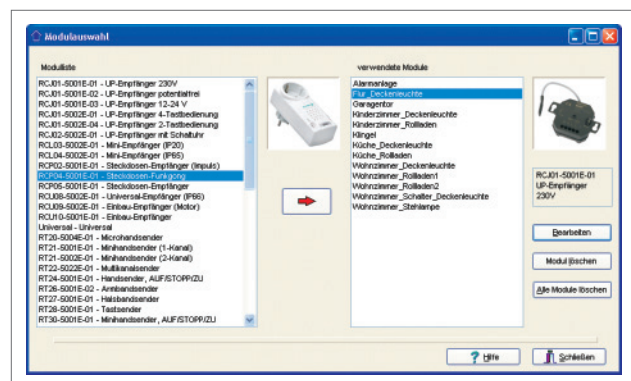 Modulauswahl
Modulliste
RCJ01-5001E-01 - UP-Empfänger 230V
RCJ01-5001E-02 - UP-Empfänger potentialfrei
RCJ01-5001E-03 - UP-Empfänger 12-24 V
RCJ01-5002E-01 - UP-Empfänger 4-Tastbedienung
RCJ01-5002E-04 - UP-Empfänger 2-Tastbedienung
RCJ02-5002E-01 - UP-Empfänger mit Schaltuhr
RCL03-5002E-01 - Mini-Empfänger (IP20)
RCL04-5002E-01 - Mini-Empfänger (IP65)
RCP02-5001E-01 - Steckdosen-Empfänger (Impuls)
RCP04-5001E-01 - Steckdosen-Funkgong
RCP05-5001E-01 - Steckdosen-Empfänger
RCU08-5002E-01 - Universal-Empfänger (IP66)
RCU09-5002E-01 - Einbau-Empfänger (Motor)
RCU10-5001E-01 - Einbau-Empfänger
Universal - Universal
RT20-5004E-01 - Microhandsender
RT21-5001E-01 - Minihandsender (1-Kanal)
RT21-5002E-01 - Minihandsender (2-Kanal)
RT22-5022E-01 - Multikanalsender
RT24-5001E-01 - Handsender, AUF/STOPP/ZU
RT26-5001E-02 - Armbandsender
RT27-5001E-01 - Halsbandsender
RT28-5001E-01 - Tastsender
RT30-5001E-01 - Minihandsender, AUF/STOPP/ZU
verwendete Module
Alarmanlage
Flur_Deckenleuchte
Garagentor
Kinderzimmer_Deckenleuchte
Kinderzimmer_Rollladen
Klingel
Küche_Deckenleuchte
Küche_Rolladen
Wohnzimmer_Deckenleuchte
Wohnzimmer_Rollladen1
Wohnzimmer_Rollladen2
Wohnzimmer_Schalter_Deckenleuchte
Wohnzimmer_Stehlampe
RCJ01-5001E-01
UP-Empfänger
230V
Bearbeiten
Modul löschen
Alle Module löschen
Hilfe
Schließen